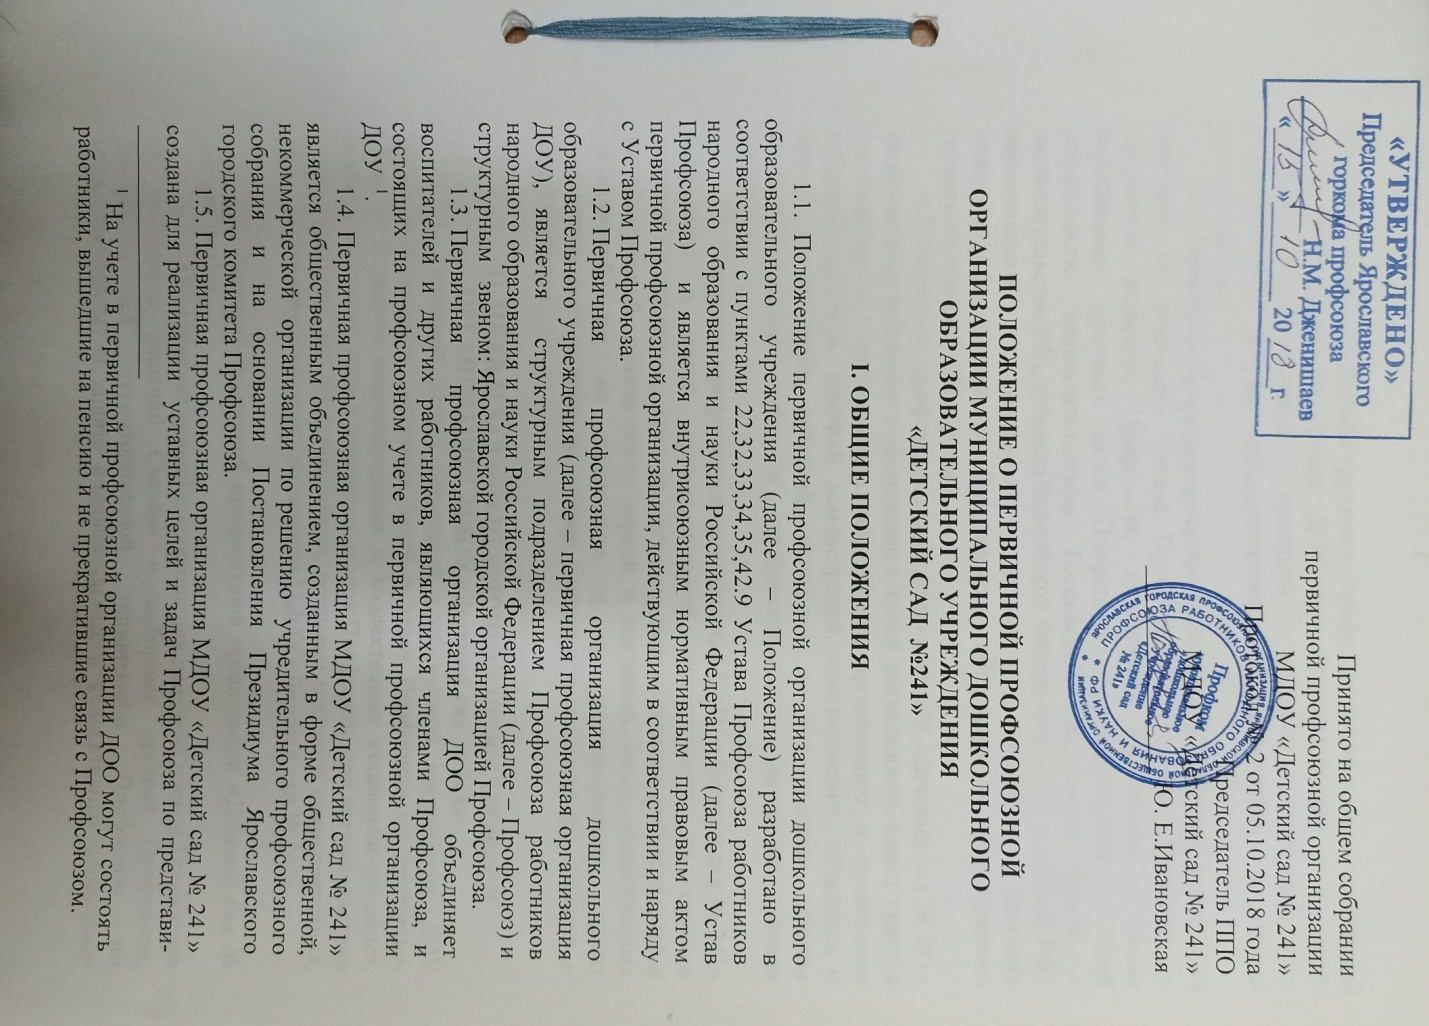 «УТВЕРЖДЕНО»
Председатель Ярославского
горкома профсоюза
Н.М. Дженишаев
« 15 » 10 2018 г.
Принято на общем собрании
первичной профсоюзной организации
МДОУ «Детский сад № 241»
Протокол № 2 от 05.10.2018 года
Председатель ППО
МДОУ «Детский сад № 241»
Ю. Е.Ивановская
Профком
«Детский сад
№ 241»
ПОЛОЖЕНИЕ О ПЕРВИЧНОЙ ПРОФСОЮЗНОЙ
ОРГАНИЗАЦИИ МУНИЦИПАЛЬНОГО ДОШКОЛЬНОГО
ОБРАЗОВАТЕЛЬНОГО УЧРЕЖДЕНИЯ
«ДЕТСКИЙ САД №241»
I. ОБЩИЕ ПОЛОЖЕНИЯ
1.1. Положение первичной профсоюзной организации дошкольного
образовательного учреждения (далее – Положение) разработано в
соответствии с пунктами 22,32,33,34,35,42.9 Устава Профсоюза работников
народного образования и науки Российской Федерации (далее – Устав
Профсоюза) и является внутрисоюзным нормативным правовым актом
первичной профсоюзной организации, действующим в соответствии и наряду
с Уставом Профсоюза.
1.2. Первичная профсоюзная организация дошкольного
образовательного учреждения (далее – первичная профсоюзная организация
ДОУ), является структурным подразделением Профсоюза работников
народного образования и науки Российской Федерации (далее – Профсоюз) и
структурным звеном: Ярославской городской организацией Профсоюза.
1.3. Первичная профсоюзная организация ДОО объединяет
воспитателей и других работников, являющихся членами Профсоюза, и
состоящих на профсоюзном учете в первичной профсоюзной организации
ДОУ ¹.
1.4. Первичная профсоюзная организация МДОУ «Детский сад № 241»
является общественным объединением, созданным в форме общественной,
некоммерческой организации по решению учредительного профсоюзного
собрания и на основании Постановления Президиума Ярославского
городского комитета Профсоюза.
1.5. Первичная профсоюзная организация МДОУ «Детский сад № 241»
создана для реализации уставных целей и задач Профсоюза по представи-
¹ На учете в первичной профсоюзной организации ДОО могут состоять
работники, вышедшие на пенсию и не прекратившие связь с Профсоюзом.